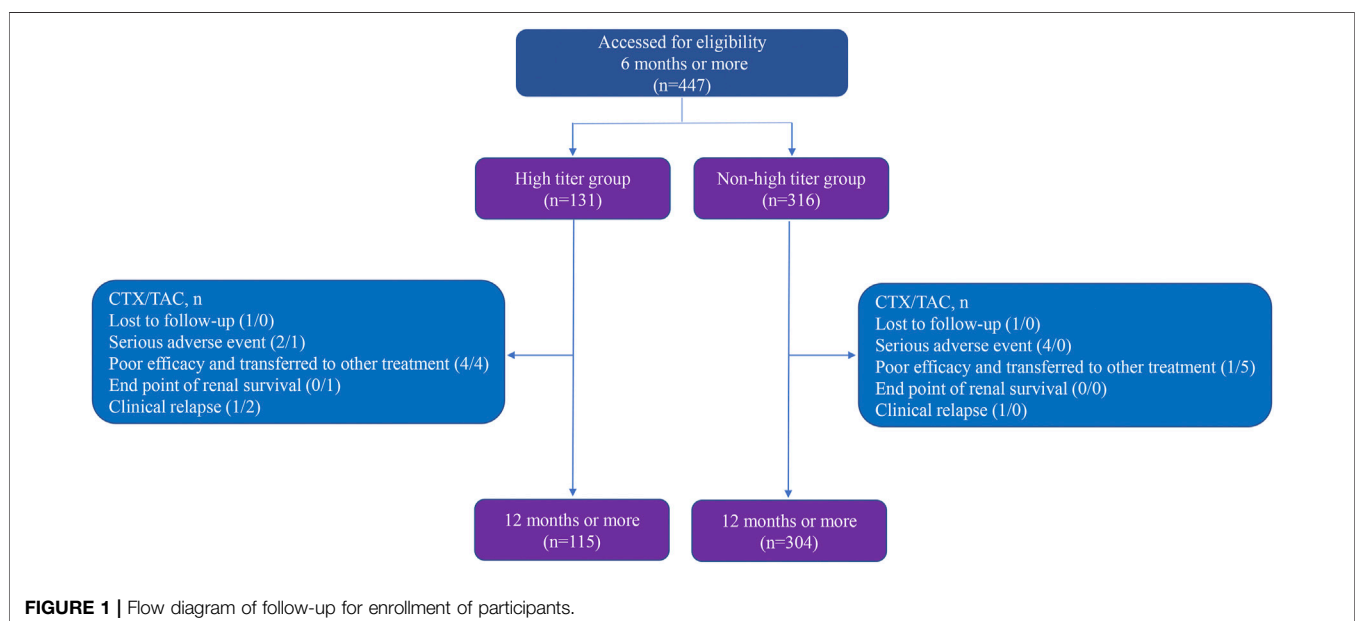 Accessed for eligibility
6 months or more
(n=447)
High titer group
(n=131)
Non-high titer group
(n=316)
CTX/TAC, n
Lost to follow-up (1/0)
Serious adverse event (2/1)
Poor efficacy and transferred to other treatment (4/4)
End point of renal survival (0/1)
Clinical relapse (1/2)
CTX/TAC, n
Lost to follow-up (1/0)
Serious adverse event (4/0)
Poor efficacy and transferred to other treatment (1/5)
End point of renal survival (0/0)
Clinical relapse (1/0)
12 months or more
(n=115)
12 months or more
(n=304)
FIGURE 1 | Flow diagram of follow-up for enrollment of participants.